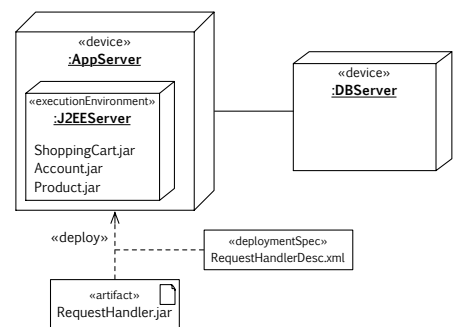 «device»
:AppServer
«executionEnvironment»
:J2EEServer
ShoppingCart.jar
Account.jar
Product.jar
«device»
:DBServer
«deploy»
«deploymentSpec»
RequestHandlerDesc.xml
«artifact»
RequestHandler.jar